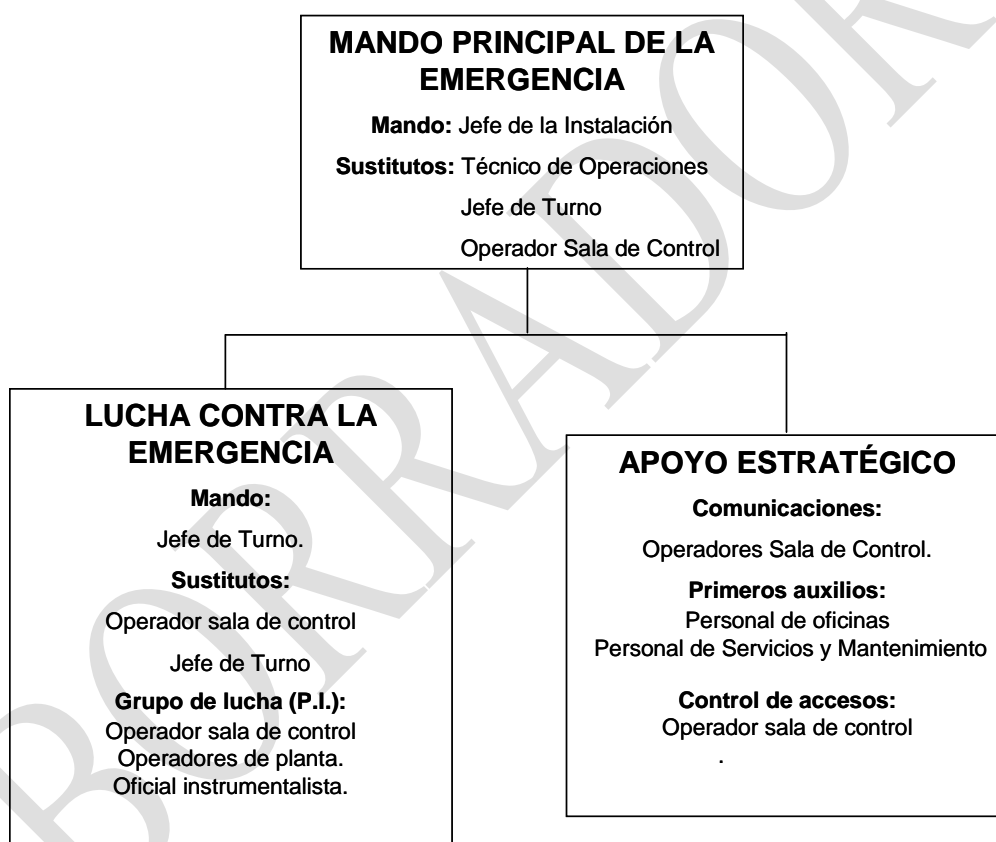 MANDO PRINCIPAL DE LA
EMERGENCIA
Mando: Jefe de la Instalación
Sustitutos: Técnico de Operaciones
Jefe de Turno
Operador Sala de Control
LUCHA CONTRA LA
EMERGENCIA
Mando:
Jefe de Turno.
Sustitutos:
Operador sala de control
Jefe de Turno
Grupo de lucha (P.I.):
Operador sala de control
Operadores de planta.
Oficial instrumentalista.
APOYO ESTRATÉGICO
Comunicaciones:
Operadores Sala de Control.
Primeros auxilios:
Personal de oficinas
Personal de Servicios y Mantenimiento
Control de accesos:
Operador sala de control
.
BORRADOR